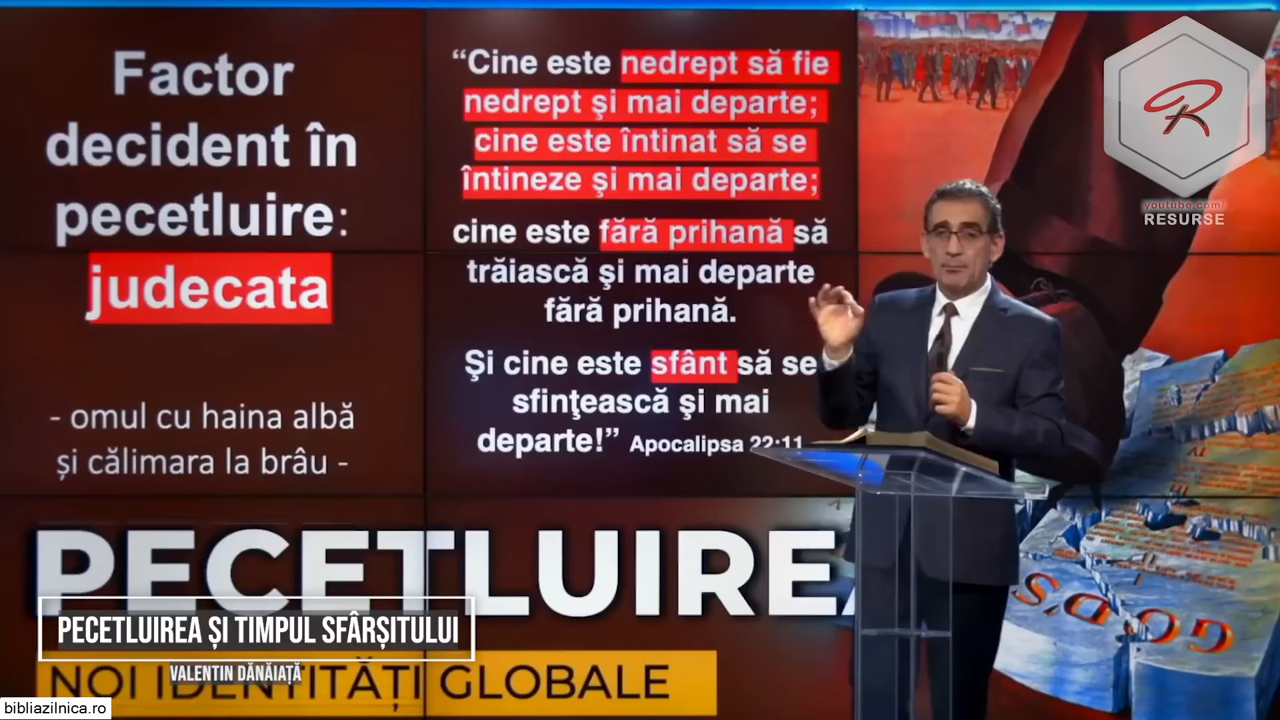 Factor
decident în
pecetluire:
judecata
- omul cu haina albă
și călimara la brâu -
“Cine este nedrept să fie
nedrept şi mai departe;
cine este întinat să se
întineze şi mai departe;
cine este fără prihană să
trăiască şi mai departe
fără prihană.
Şi cine este sfânt să se
sfinţească şi mai
departe!” Apocalipsa 22:11
R
youtube.com/
RESURSE
PECETLUIREA
PECETLUIREA ȘI TIMPUL SFÂRȘITULUI
VALENTIN DĂNĂIAȚĂ
NOI IDENTITĂȚI GLOBALE
GOD'S
bibliazilnica.ro